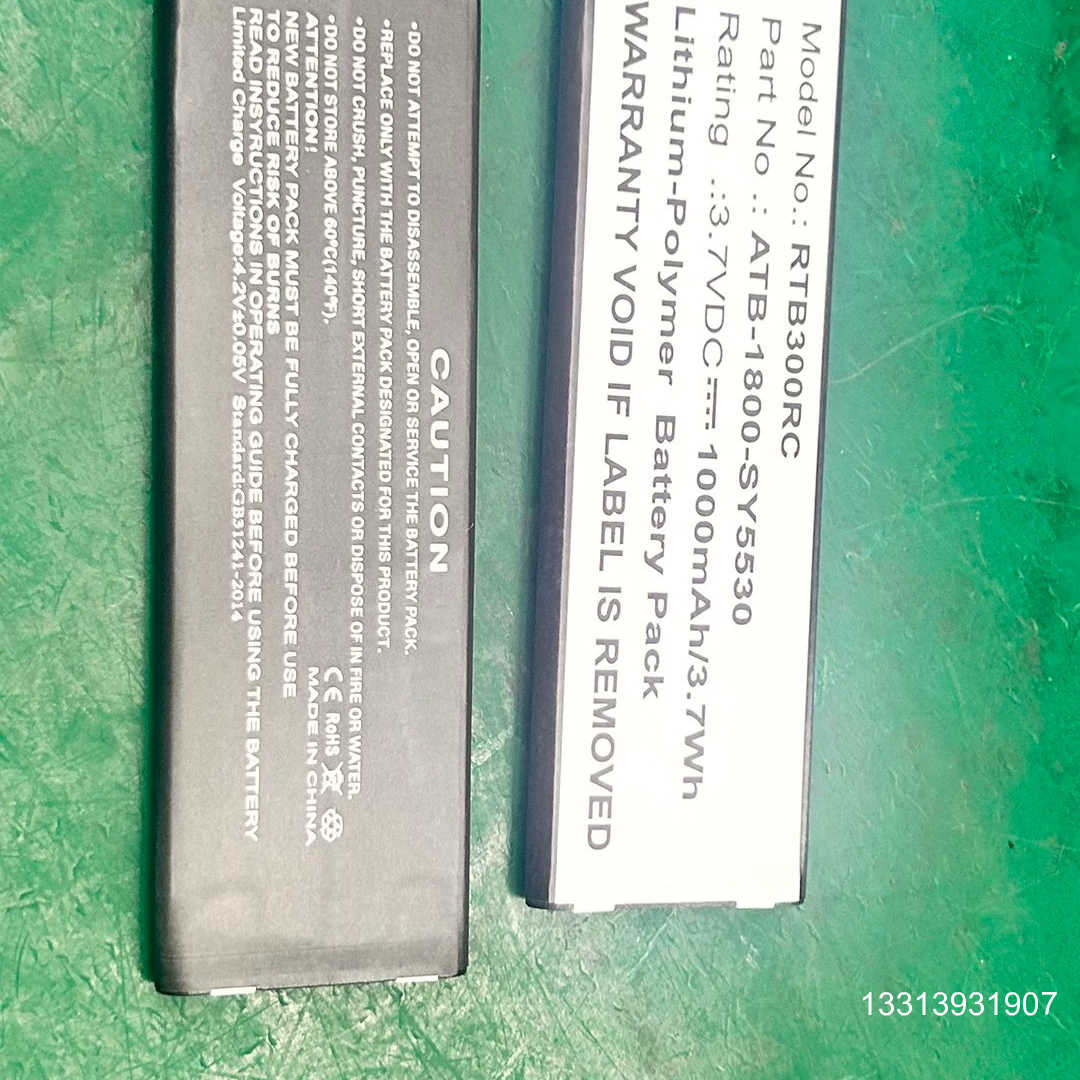 CAUTION
•DO NOT ATTEMPT TO DISASSEMBLE, OPEN OR SERVICE THE BATTERY PACK.
•REPLACE ONLY WITH THE BATTERY PACK DESIGNATED FOR THIS PRODUCT.
•DO NOT CRUSH, PUNCTURE, SHORT EXTERNAL CONTACTS OR DISPOSE OF IN FIRE OR WATER.
•DO NOT STORE ABOVE 60°C(140°F).
ATTENTION!
CE RoHS
MADE IN CHINA
NEW BATTERY PACK MUST BE FULLY CHARGED BEFORE USE
TO REDUCE RISK OF BURNS
READ INSYRUCTIONS IN OPERATING GUIDE BEFORE USING THE BATTERY
Limited Charge Voltage:4.2V±0.05V Standard:GB31241-2014
Model No.: RTB300RC
Part No .: ATB-1800-SY5530
Rating .:3.7VDC⎓ 1000mAh/3.7Wh
Lithium-Polymer Battery Pack
WARRANTY VOID IF LABEL IS REMOVED
13313931907